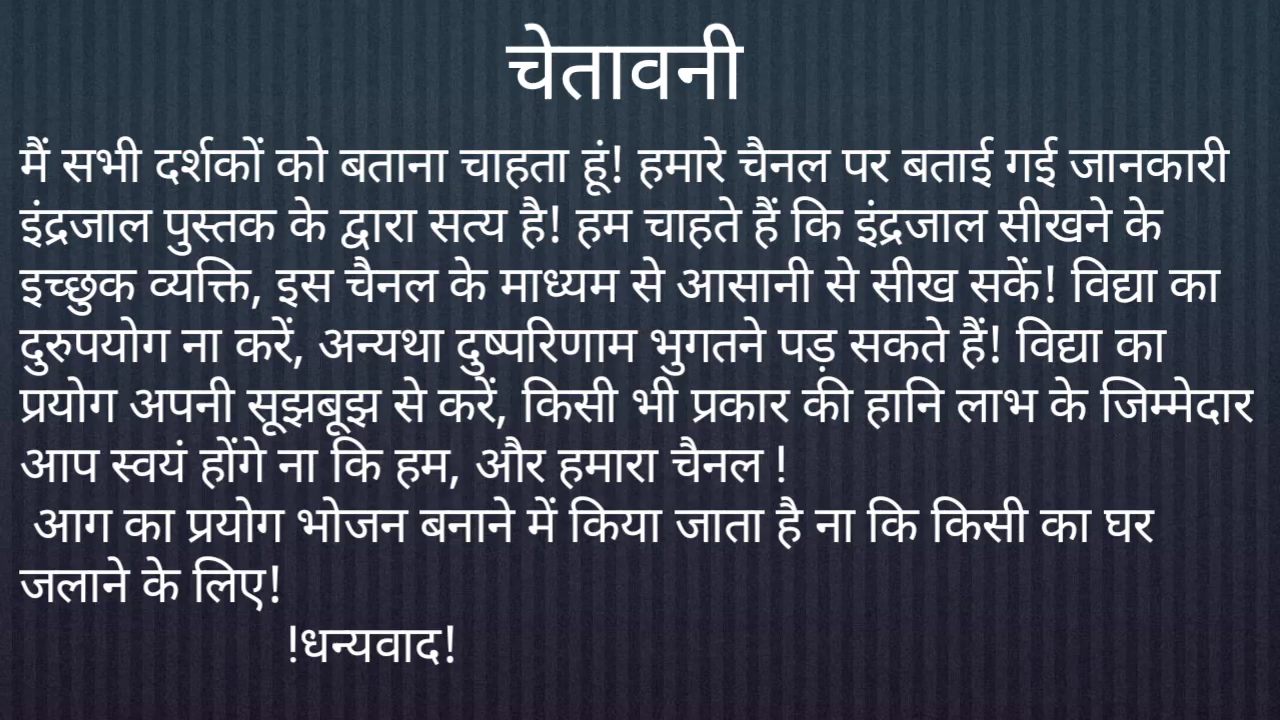 चेतावनी
मैं सभी दर्शकों को बताना चाहता हूं! हमारे चैनल पर बताई गई जानकारी
इंद्रजाल पुस्तक के द्वारा सत्य है! हम चाहते हैं कि इंद्रजाल सीखने के
इच्छुक व्यक्ति, इस चैनल के माध्यम से आसानी से सीख सकें! विद्या का
दुरुपयोग ना करें, अन्यथा दुष्परिणाम भुगतने पड़ सकते हैं! विद्या का
प्रयोग अपनी सूझबूझ से करें, किसी भी प्रकार की हानि लाभ के जिम्मेदार
आप स्वयं होंगे ना कि हम, और हमारा चैनल !
आग का प्रयोग भोजन बनाने में किया जाता है ना कि किसी का घर
जलाने के लिए!
!धन्यवाद!